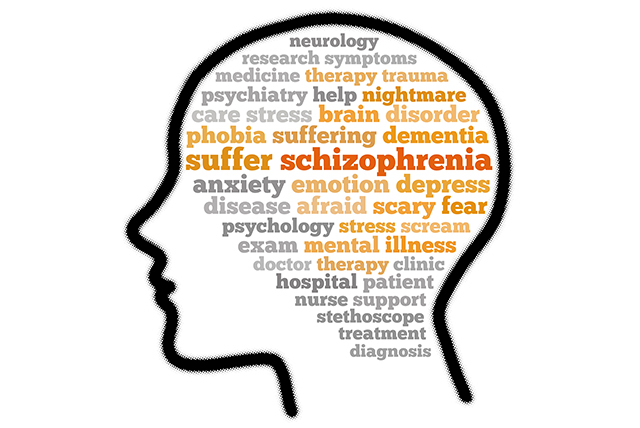 neurology
research symptoms
medicine therapy trauma
psychiatry help nightmare
care stress brain disorder
phobia suffering dementia
suffer schizophrenia
anxiety emotion depress
disease afraid scary fear
psychology stress scream
exam mental illness
doctor therapy clinic
hospital patient
nurse support
stethoscope
treatment
diagnosis